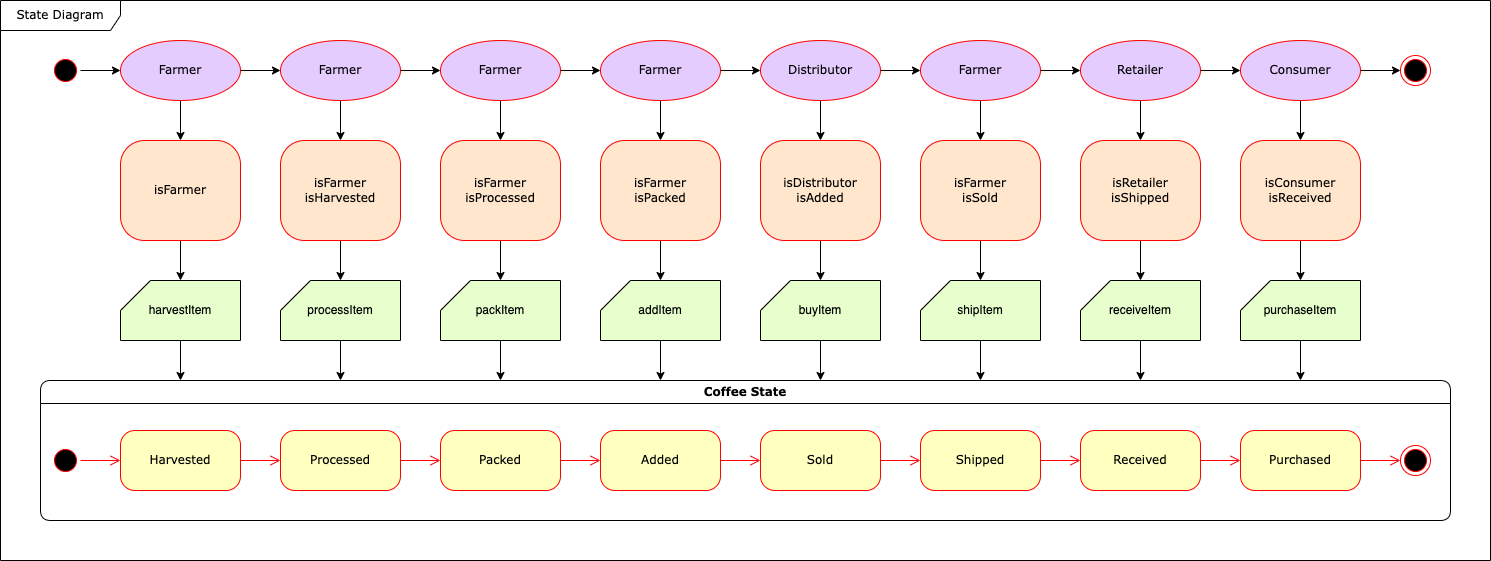 State Diagram
Farmer
Farmer
Farmer
Farmer
Distributor
Farmer
Retailer
Consumer
isFarmer
isFarmer
isHarvested
isFarmer
isProcessed
isFarmer
isPacked
isDistributor
isAdded
isFarmer
isSold
isRetailer
isShipped
isConsumer
isReceived
harvestItem
processItem
packItem
addItem
buyItem
shipItem
receiveItem
purchaseItem
Coffee State
Harvested
Processed
Packed
Added
Sold
Shipped
Received
Purchased